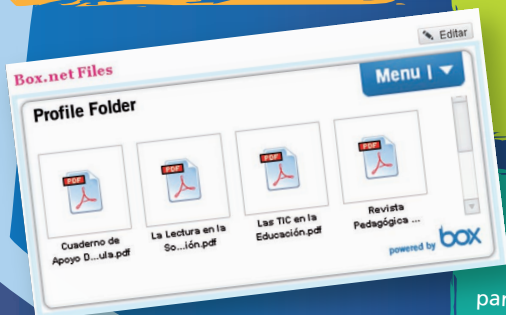 Editar
Box.net Files
Menu | ▼
Profile Folder
PDF
PDF
PDF
PDF
Cuaderno de
Apoyo D...ula.pdf
La Lectura en la
So...ión.pdf
Las TIC en la
Educación.pdf
Revista
Pedagógica ...
powered by box
par